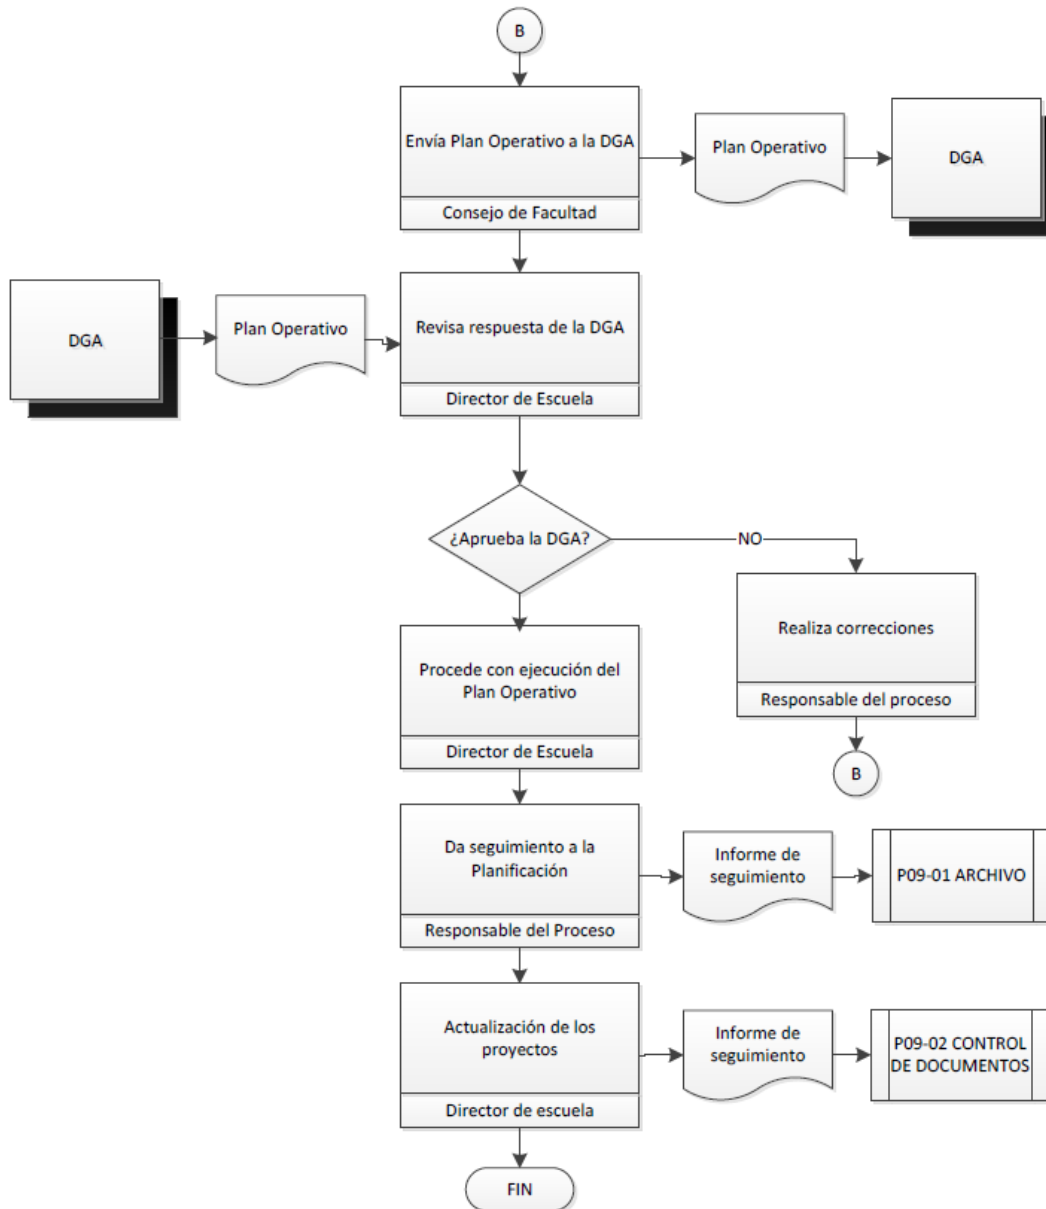 B
Envía Plan Operativo a la DGA
Consejo de Facultad
Plan Operativo
DGA
DGA
Plan Operativo
Revisa respuesta de la DGA
Director de Escuela
¿Aprueba la DGA?
NO
Realiza correcciones
Responsable del proceso
B
Procede con ejecución del
Plan Operativo
Director de Escuela
Da seguimiento a la
Planificación
Responsable del Proceso
Informe de
seguimiento
P09-01 ARCHIVO
Actualización de los
proyectos
Director de escuela
Informe de
seguimiento
P09-02 CONTROL
DE DOCUMENTOS
FIN